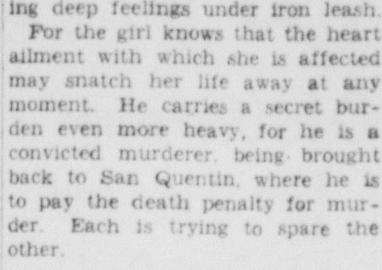 ing deep feelings under iron leash.
For the girl knows that the heart
ailment with which she is affected
may snatch her life away at any
moment. He carries a secret bur-
den even more heavy, for he is a
convicted murderer, being brought
back to San Quentin, where he is
to pay the death penalty for mur-
der. Each is trying to spare the
other.